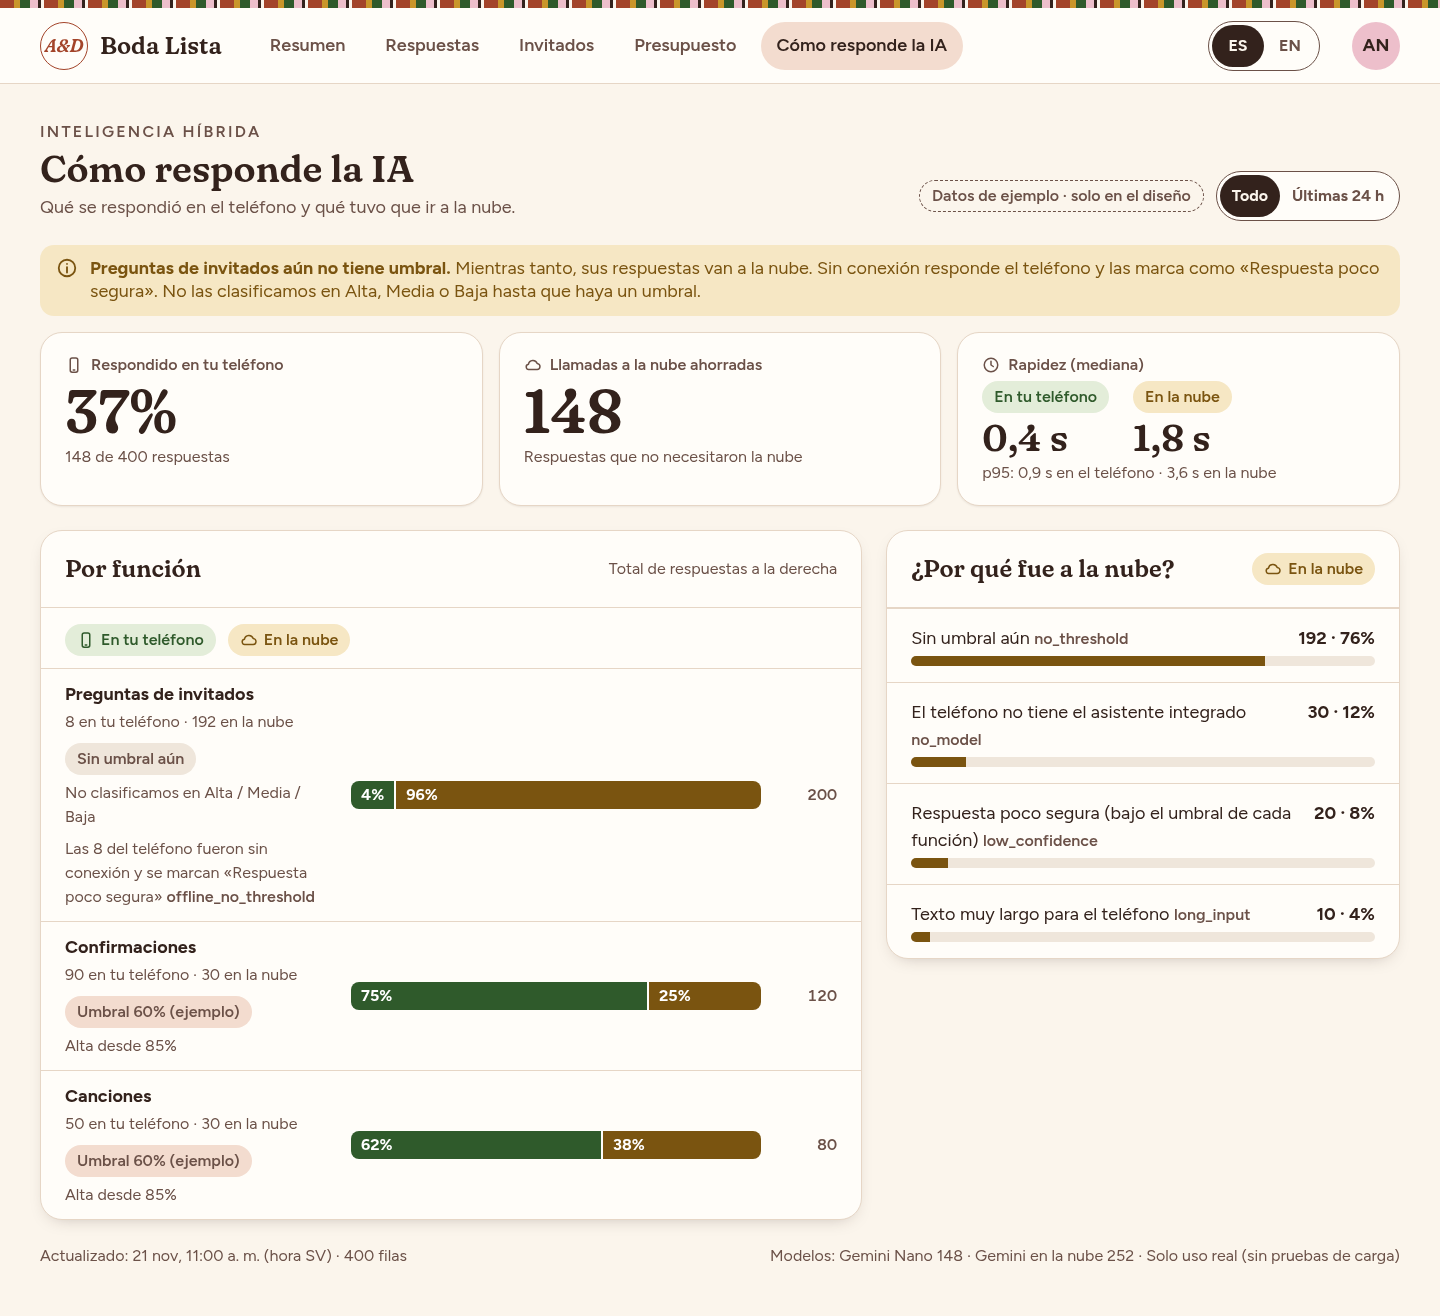 A&D
Boda Lista
Resumen
Respuestas
Invitados
Presupuesto
Cómo responde la IA
ES
EN
AN
INTELIGENCIA HÍBRIDA
Cómo responde la IA
Qué se respondió en el teléfono y qué tuvo que ir a la nube.
Datos de ejemplo · solo en el diseño
Todo
Últimas 24 h
Preguntas de invitados aún no tiene umbral. Mientras tanto, sus respuestas van a la nube. Sin conexión responde el teléfono y las marca como «Respuesta poco
segura». No las clasificamos en Alta, Media o Baja hasta que haya un umbral.
Respondido en tu teléfono
37%
148 de 400 respuestas
Llamadas a la nube ahorradas
148
Respuestas que no necesitaron la nube
Rapidez (mediana)
En tu teléfono
En la nube
0,4 s
1,8 s
p95: 0,9 s en el teléfono · 3,6 s en la nube
Por función
Total de respuestas a la derecha
En tu teléfono
En la nube
Preguntas de invitados
8 en tu teléfono · 192 en la nube
Sin umbral aún
No clasificamos en Alta / Media /
Baja
Las 8 del teléfono fueron sin
conexión y se marcan «Respuesta
poco segura» offline_no_threshold
4%
96%
200
Confirmaciones
90 en tu teléfono · 30 en la nube
Umbral 60% (ejemplo)
Alta desde 85%
75%
25%
120
Canciones
50 en tu teléfono · 30 en la nube
Umbral 60% (ejemplo)
Alta desde 85%
62%
38%
80
¿Por qué fue a la nube?
En la nube
Sin umbral aún no_threshold
192 · 76%
El teléfono no tiene el asistente integrado
no_model
30 · 12%
Respuesta poco segura (bajo el umbral de cada
función) low_confidence
20 · 8%
Texto muy largo para el teléfono long_input
10 · 4%
Actualizado: 21 nov, 11:00 a. m. (hora SV) · 400 filas
Modelos: Gemini Nano 148 · Gemini en la nube 252 · Solo uso real (sin pruebas de carga)